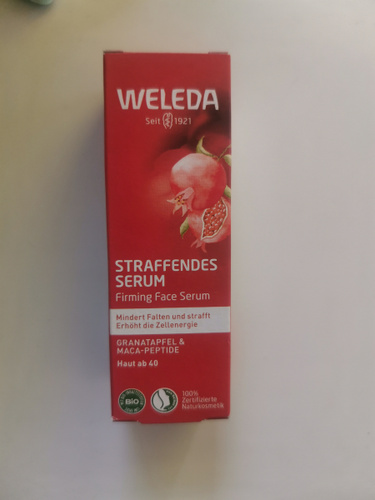 WELEDA
Seit 1921
STRAFFENDES
SERUM
Firming Face Serum
Mindert Falten und strafft
Erhöht die Zellenergie
GRANATAPFEL &
MACA-PEPTIDE
Haut ab 40
BIO
100%
Zertifizierte
Naturkosmetik